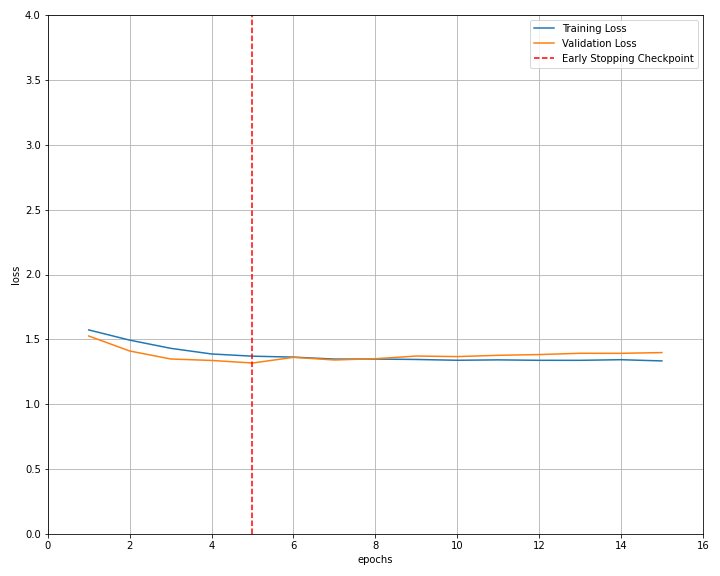 Training Loss
Validation Loss
Early Stopping Checkpoint
4.0
3.5
3.0
2.5
2.0
1.5
1.0
0.5
0.0
loss
0 2 4 6 8 10 12 14 16
epochs